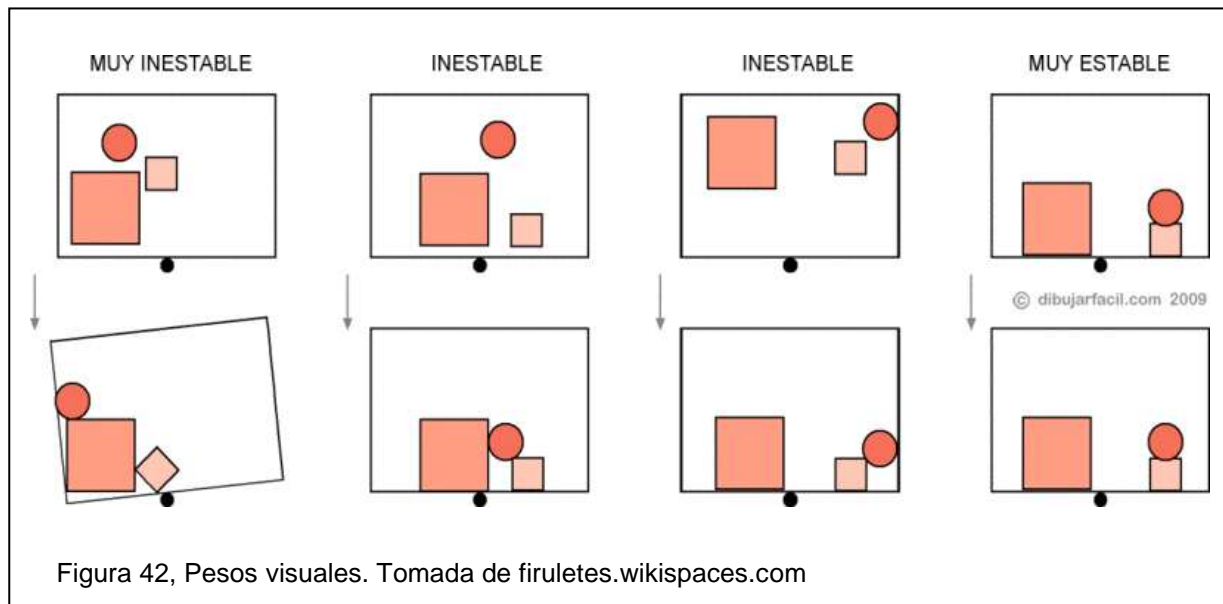 MUY INESTABLE
INESTABLE
INESTABLE
MUY ESTABLE
© dibujarfacil.com 2009
Figura 42, Pesos visuales. Tomada de firuletes.wikispaces.com